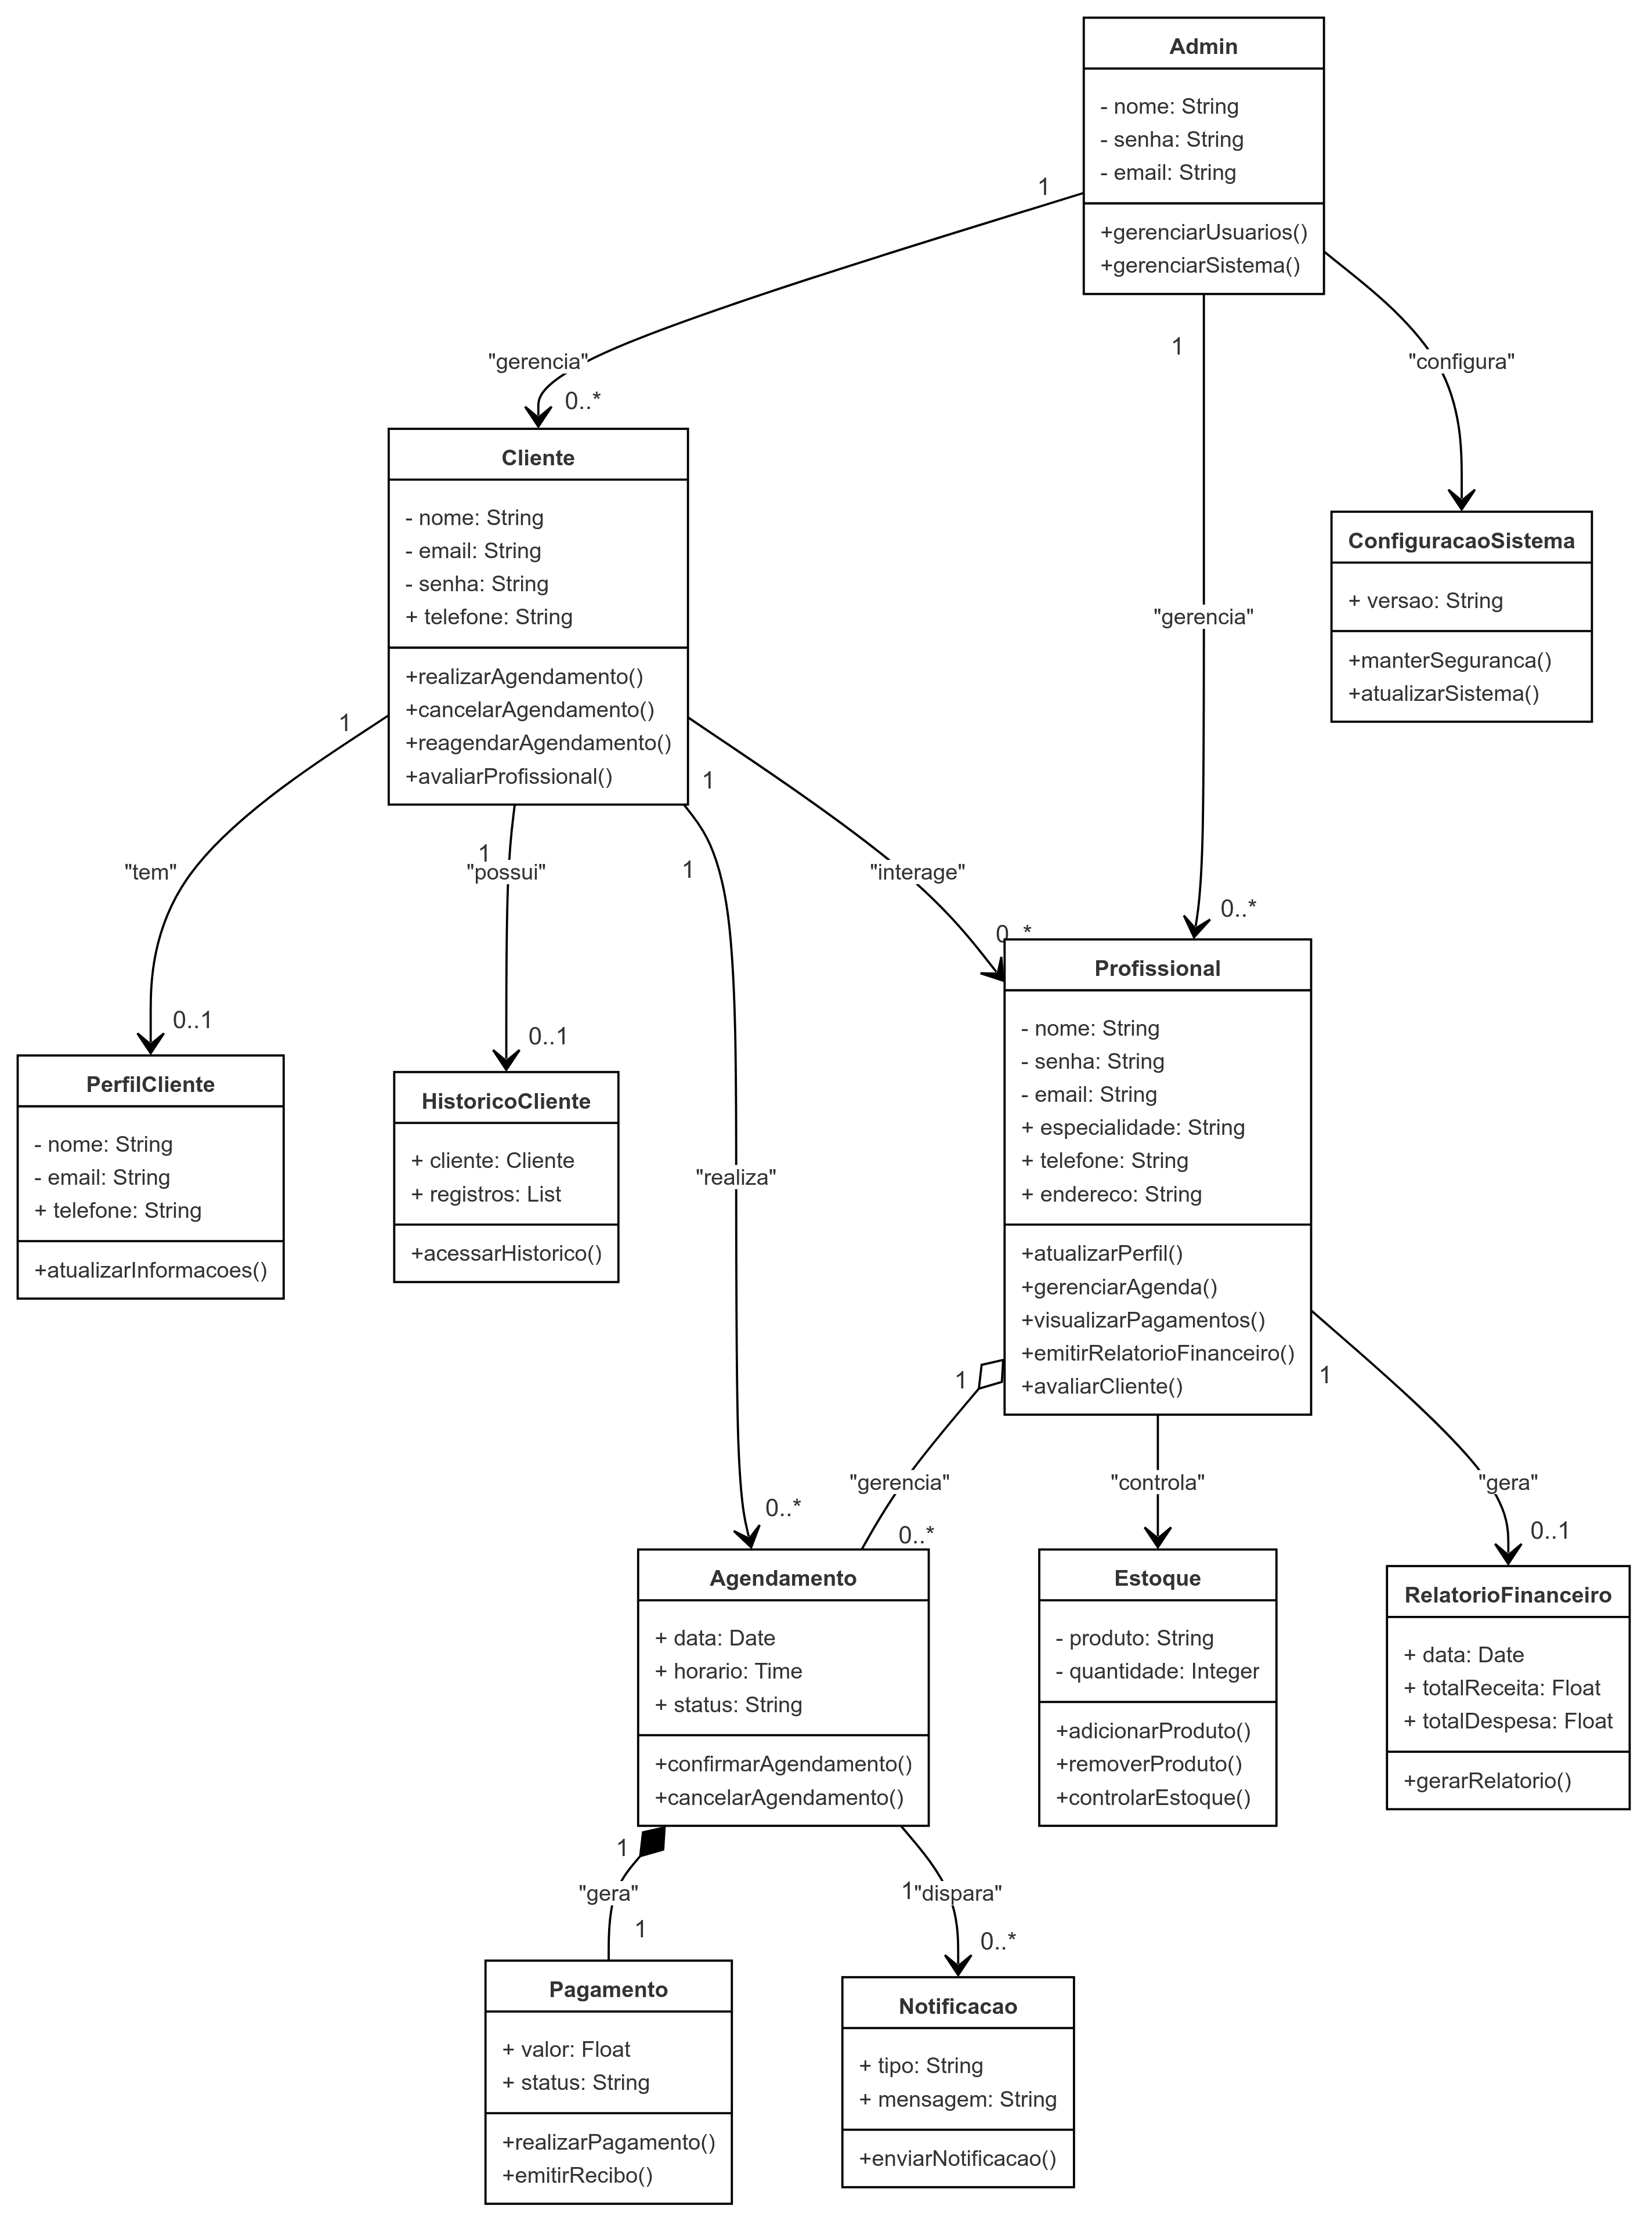 Admin
- nome: String
- senha: String
- email: String
+gerenciarUsuarios()
+gerenciarSistema()
1
"gerencia"
0..*
1
"gerencia"
0..*
"configura"
Cliente
- nome: String
- email: String
- senha: String
+ telefone: String
+realizarAgendamento()
+cancelarAgendamento()
+reagendarAgendamento()
+avaliarProfissional()
ConfiguracaoSistema
+ versao: String
+manterSeguranca()
+atualizarSistema()
1
"tem"
0..1
1
"possui"
0..1
1
"realiza"
0..*
1
"interage"
0..*
PerfilCliente
- nome: String
- email: String
+ telefone: String
+atualizarInformacoes()
HistoricoCliente
+ cliente: Cliente
+ registros: List
+acessarHistorico()
Profissional
- nome: String
- senha: String
- email: String
+ especialidade: String
+ telefone: String
+ endereco: String
+atualizarPerfil()
+gerenciarAgenda()
+visualizarPagamentos()
+emitirRelatorioFinanceiro()
+avaliarCliente()
1
"gerencia"
0..*
"controla"
1
"gera"
0..1
Agendamento
+ data: Date
+ horario: Time
+ status: String
+confirmarAgendamento()
+cancelarAgendamento()
Estoque
- produto: String
- quantidade: Integer
+adicionarProduto()
+removerProduto()
+controlarEstoque()
RelatorioFinanceiro
+ data: Date
+ totalReceita: Float
+ totalDespesa: Float
+gerarRelatorio()
1
"gera"
1
1
"dispara"
0..*
Pagamento
+ valor: Float
+ status: String
+realizarPagamento()
+emitirRecibo()
Notificacao
+ tipo: String
+ mensagem: String
+enviarNotificacao()